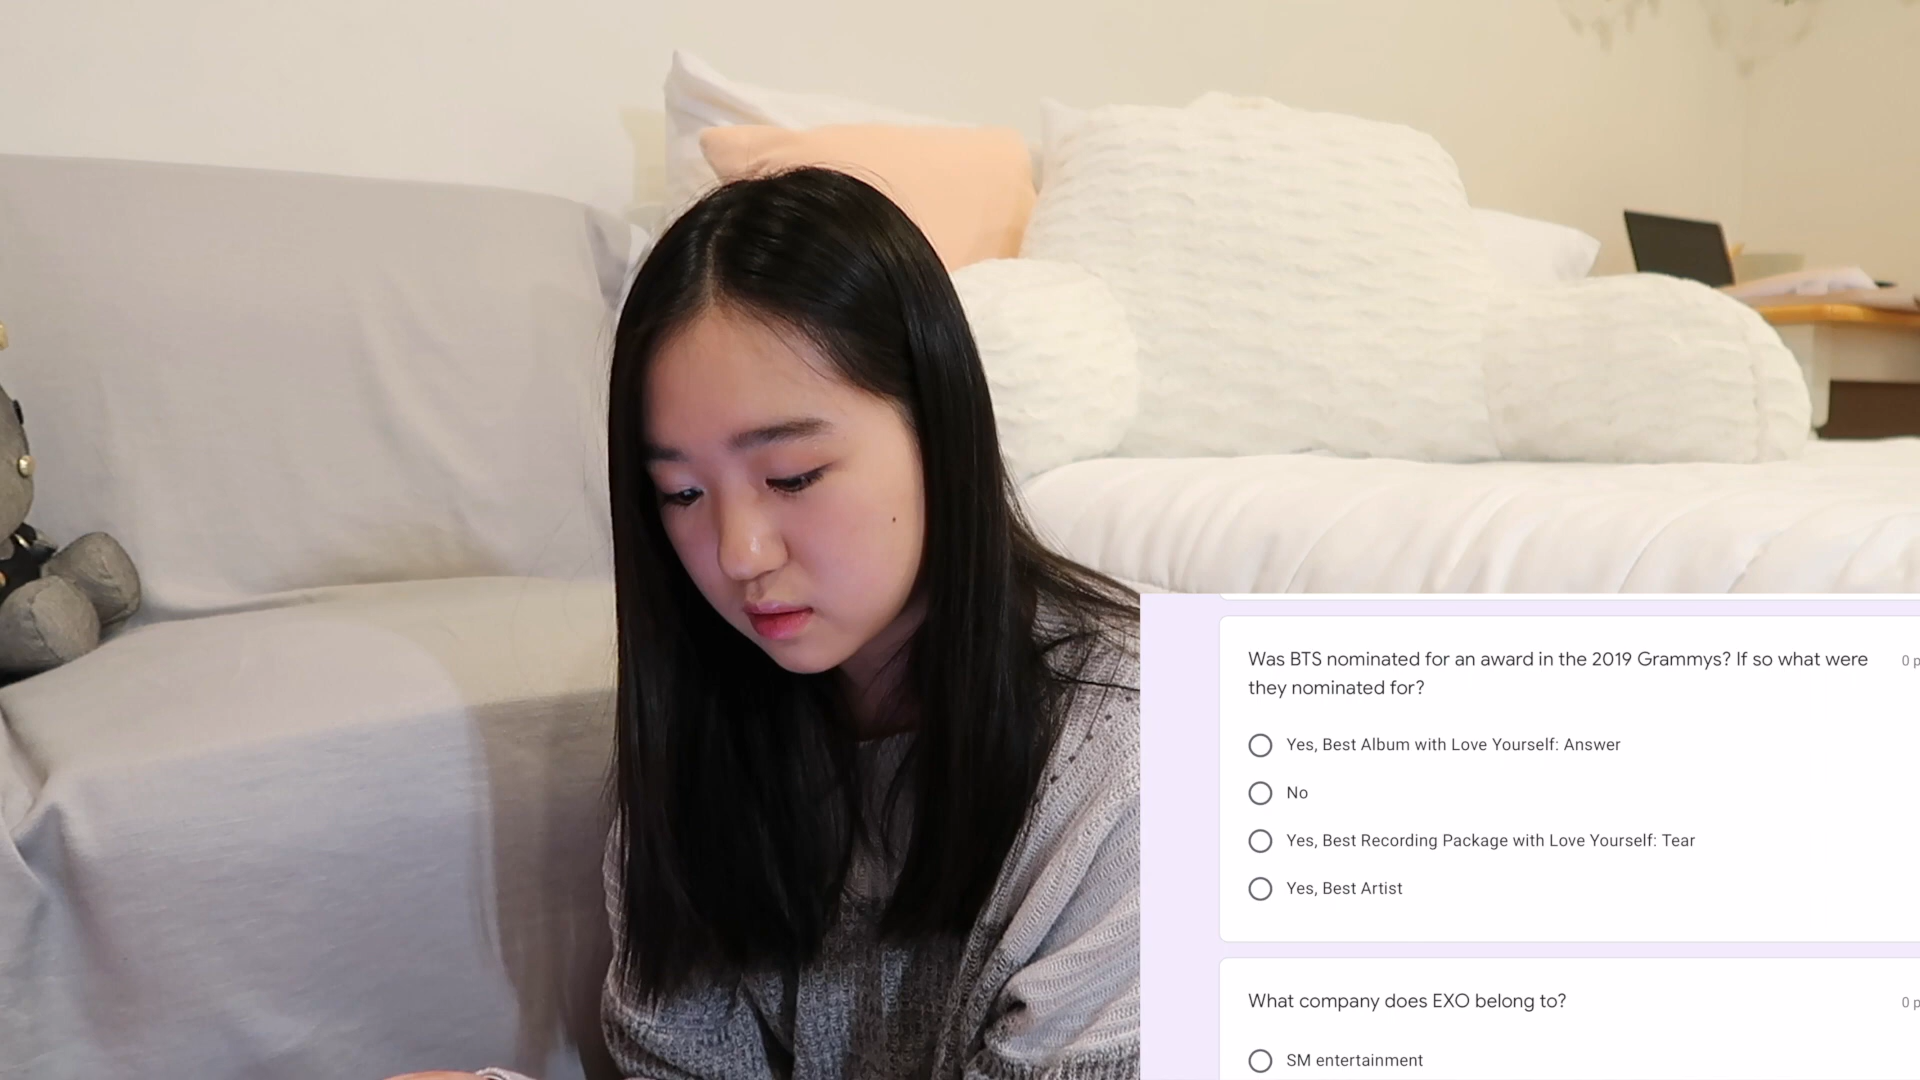 Was BTS nominated for an award in the 2019 Grammys? If so what were
they nominated for?
0 p
Yes, Best Album with Love Yourself: Answer
No
Yes, Best Recording Package with Love Yourself: Tear
Yes, Best Artist
What company does EXO belong to?
0 p
SM entertainment